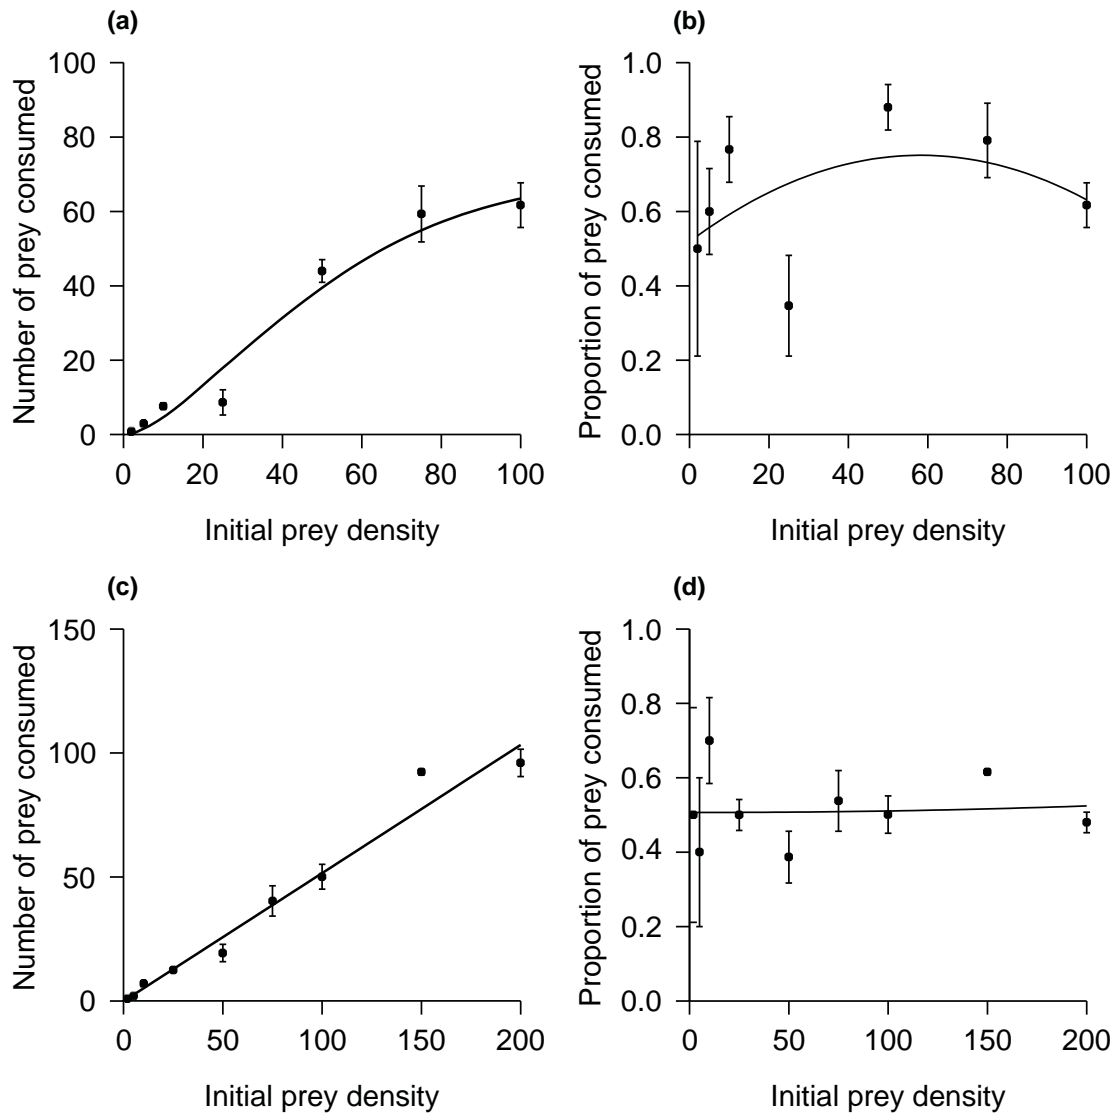 (a)
Number of prey consumed
100
80
60
40
20
0
0 20 40 60 80 100
Initial prey density
(b)
Proportion of prey consumed
1.0
0.8
0.6
0.4
0.2
0.0
0 20 40 60 80 100
Initial prey density
(c)
Number of prey consumed
150
100
50
0
0 50 100 150 200
Initial prey density
(d)
Proportion of prey consumed
1.0
0.8
0.6
0.4
0.2
0.0
0 50 100 150 200
Initial prey density